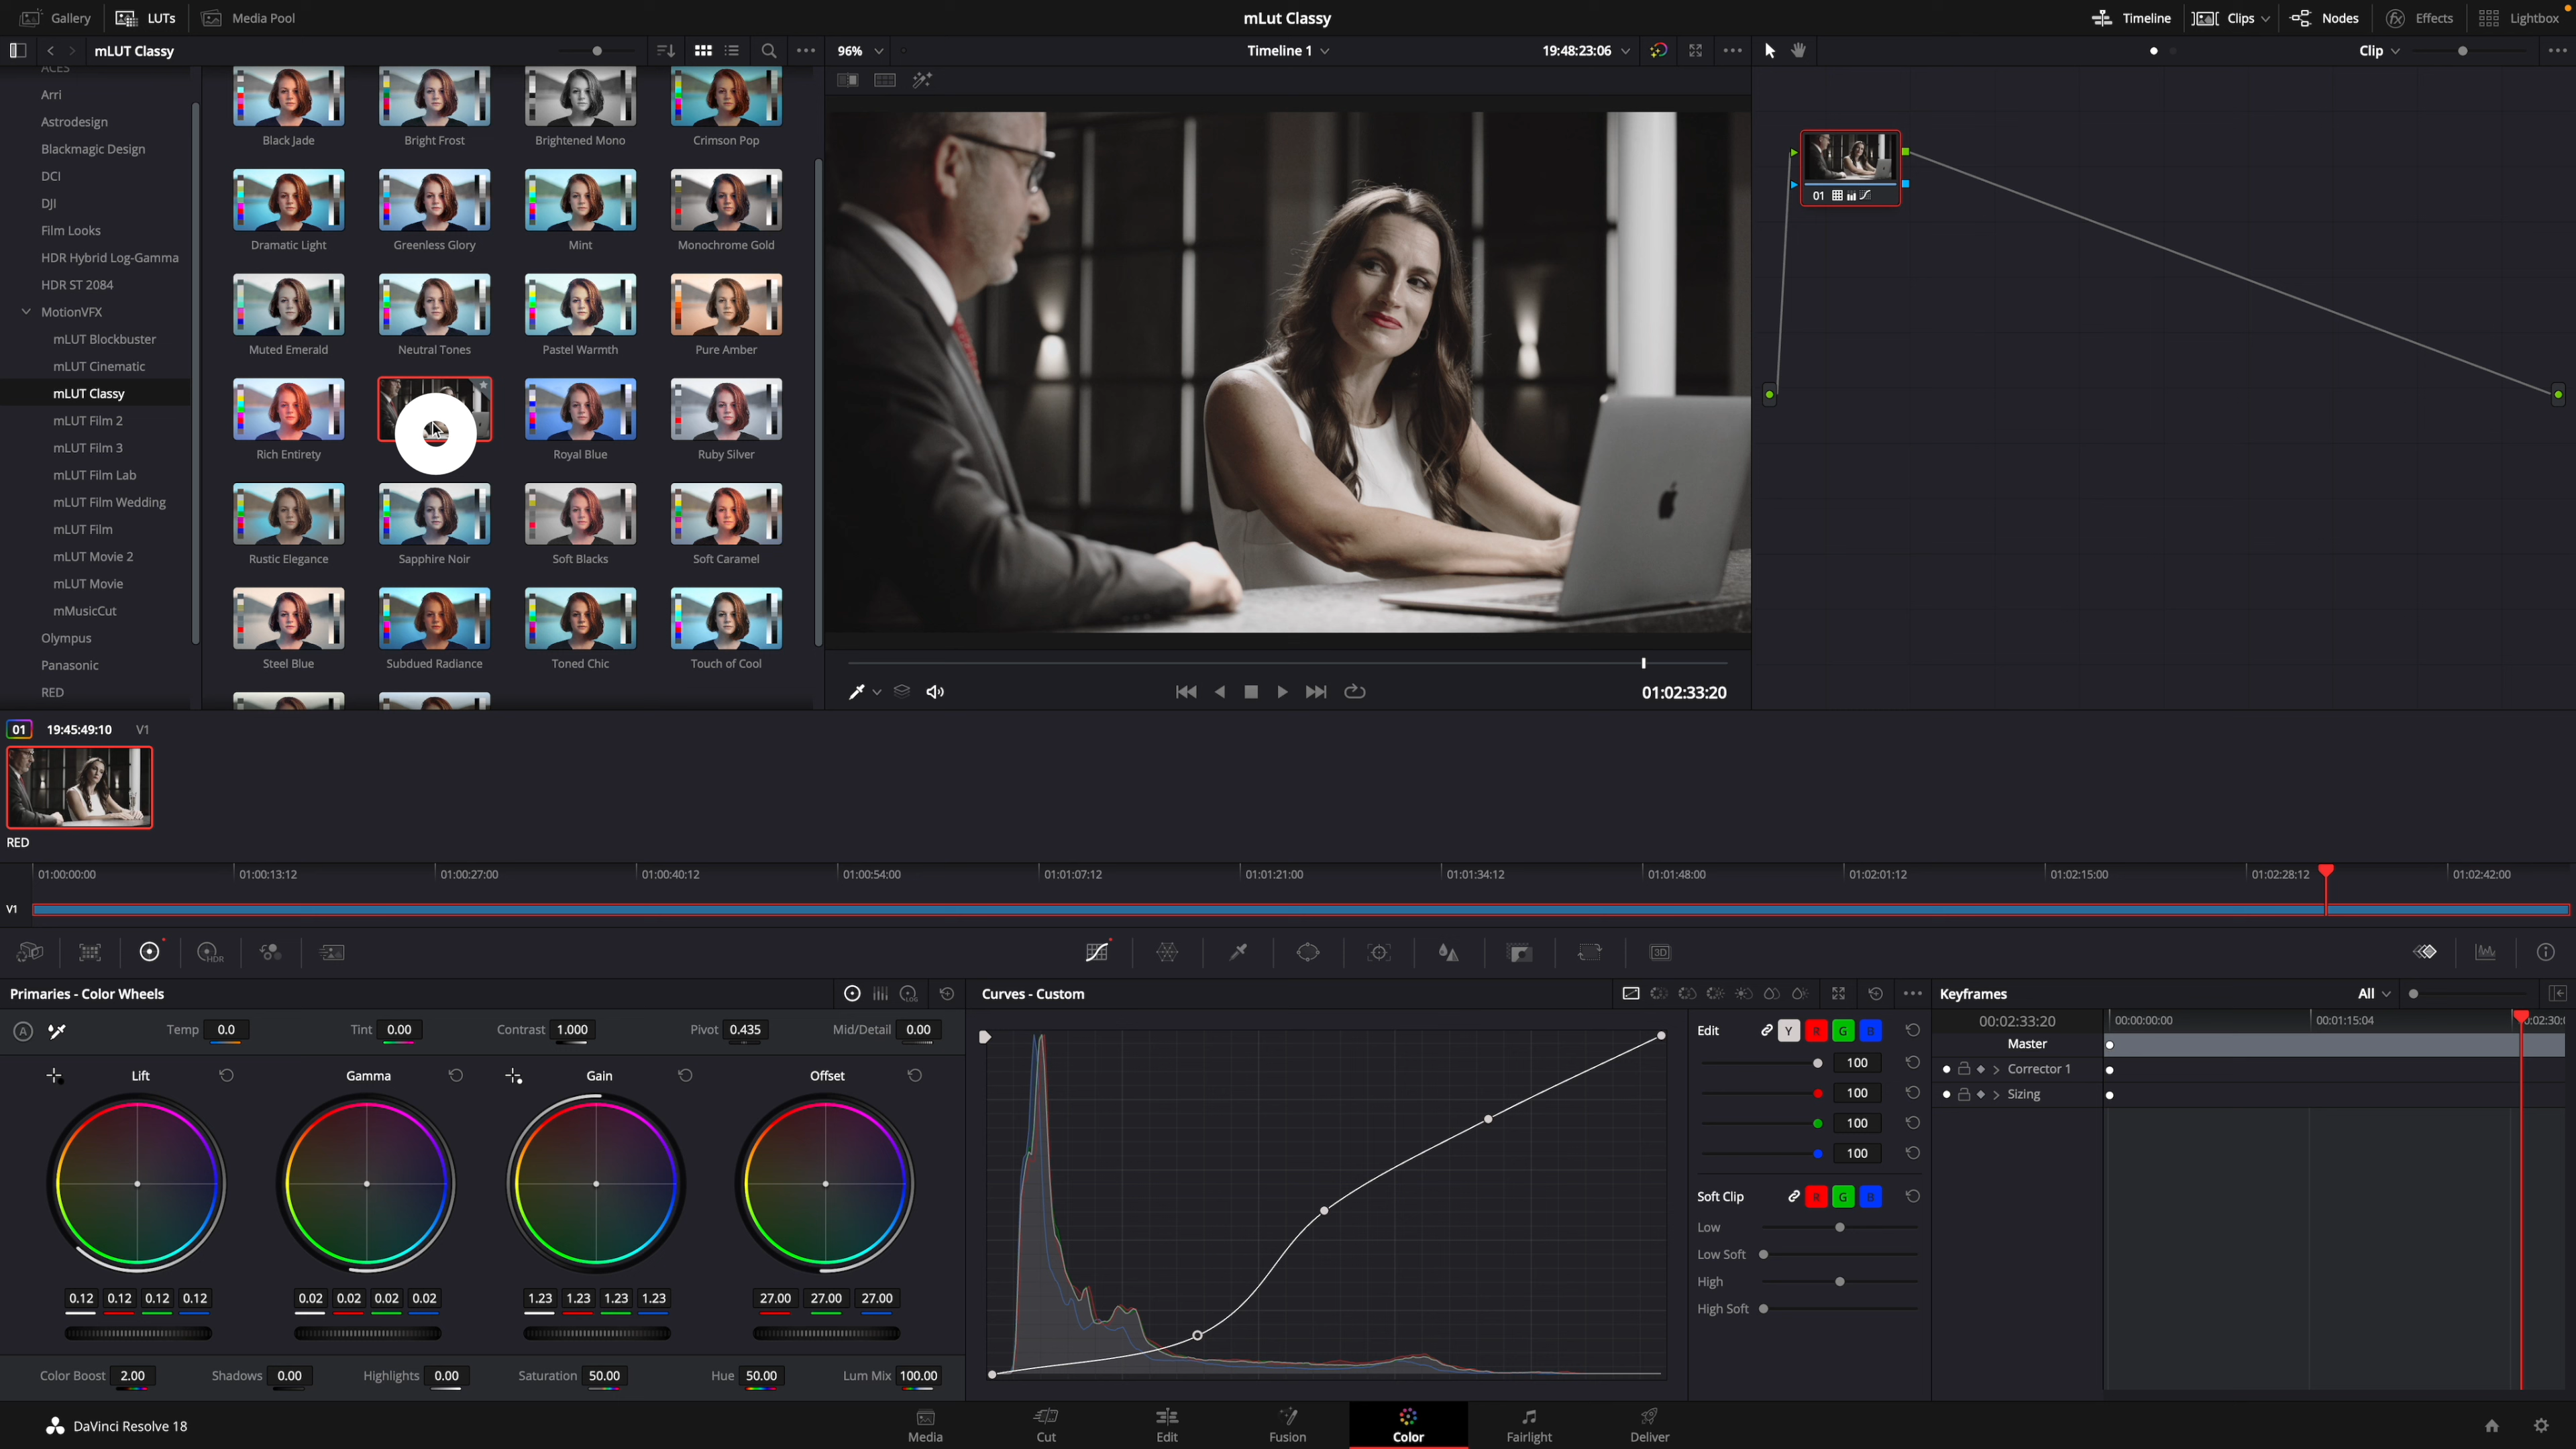 Gallery LUTs Media Pool mLut Classy Timeline Clips Nodes Effects Lightbox
mLUT Classy 96% Timeline 1 19:48:23:06 Clip
ACES
Arri
Astrodesign
Blackmagic Design
DCI
DJI
Film Looks
HDR Hybrid Log-Gamma
HDR ST 2084
MotionVFX
mLUT Blockbuster
mLUT Cinematic
mLUT Classy
mLUT Film 2
mLUT Film 3
mLUT Film Lab
mLUT Film Wedding
mLUT Film
mLUT Movie 2
mLUT Movie
mMusicCut
Olympus
Panasonic
RED
Black Jade Bright Frost Brightened Mono Crimson Pop
Dramatic Light Greenless Glory Mint Monochrome Gold
Muted Emerald Neutral Tones Pastel Warmth Pure Amber
Rich Entirety Royal Blue Ruby Silver
Rustic Elegance Sapphire Noir Soft Blacks Soft Caramel
Steel Blue Subdued Radiance Toned Chic Touch of Cool
01
01:02:33:20
01 19:45:49:10 V1
RED
01:00:00:00 01:00:13:12 01:00:27:00 01:00:40:12 01:00:54:00 01:01:07:12 01:01:21:00 01:01:34:12 01:01:48:00 01:02:01:12 01:02:15:00 01:02:28:12 01:02:42:00
V1
HDR 3D
Primaries - Color Wheels LOG
Temp 0.0 Tint 0.00 Contrast 1.000 Pivot 0.435 Mid/Detail 0.00
A
Lift Gamma Gain Offset
0.12 0.12 0.12 0.12 0.02 0.02 0.02 0.02 1.23 1.23 1.23 1.23 27.00 27.00 27.00
Color Boost 2.00 Shadows 0.00 Highlights 0.00 Saturation 50.00 Hue 50.00 Lum Mix 100.00
Curves - Custom
Edit Y R G B
100
100
100
100
Soft Clip R G B
Low
Low Soft
High
High Soft
Keyframes All
00:02:33:20 00:00:00:00 00:01:15:04
Master
Corrector 1
Sizing
DaVinci Resolve 18 Media Cut Edit Fusion Color Fairlight Deliver